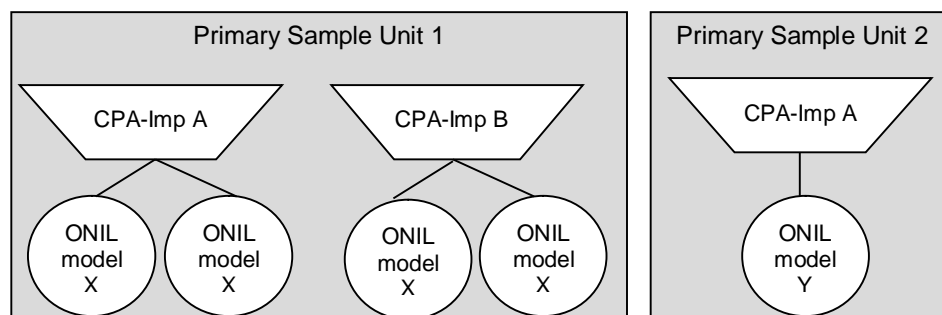 Primary Sample Unit 1
CPA-Imp A
CPA-Imp B
ONIL
model
X
ONIL
model
X
ONIL
model
X
ONIL
model
X
Primary Sample Unit 2
CPA-Imp A
ONIL
model
Y